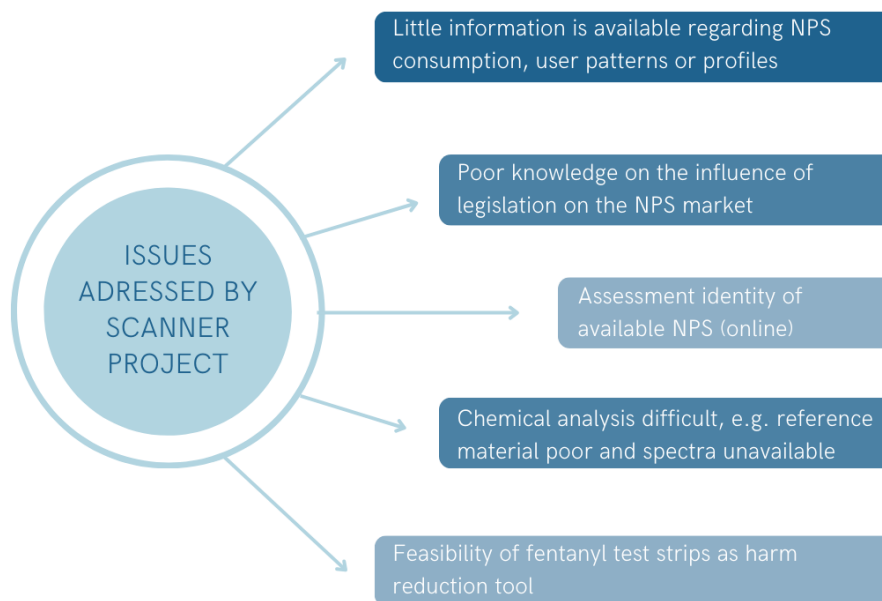 Little information is available regarding NPS
consumption, user patterns or profiles
Poor knowledge on the influence of
legislation on the NPS market
ISSUES
ADRESSED BY
SCANNER
PROJECT
Assessment identity of
available NPS (online)
Chemical analysis difficult, e.g. reference
material poor and spectra unavailable
Feasibility of fentanyl test strips as harm
reduction tool